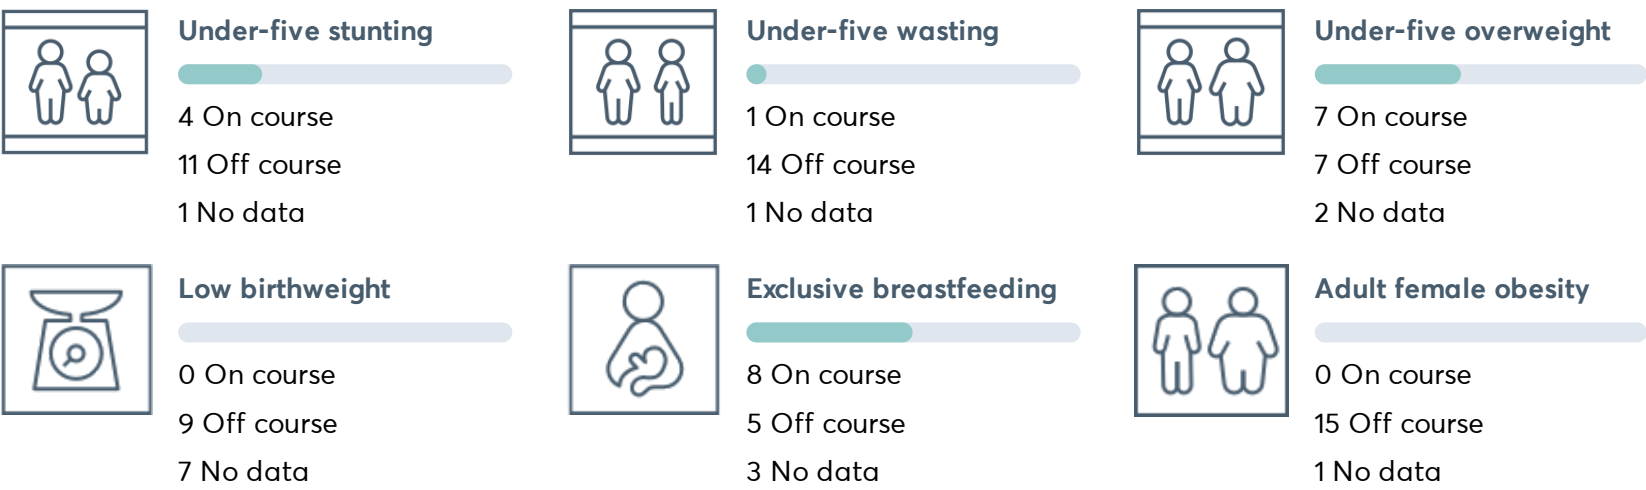 Under-five stunting
4 On course
11 Off course
1 No data
Under-five wasting
1 On course
14 Off course
1 No data
Under-five overweight
7 On course
7 Off course
2 No data
Low birthweight
0 On course
9 Off course
7 No data
Exclusive breastfeeding
8 On course
5 Off course
3 No data
Adult female obesity
0 On course
15 Off course
1 No data